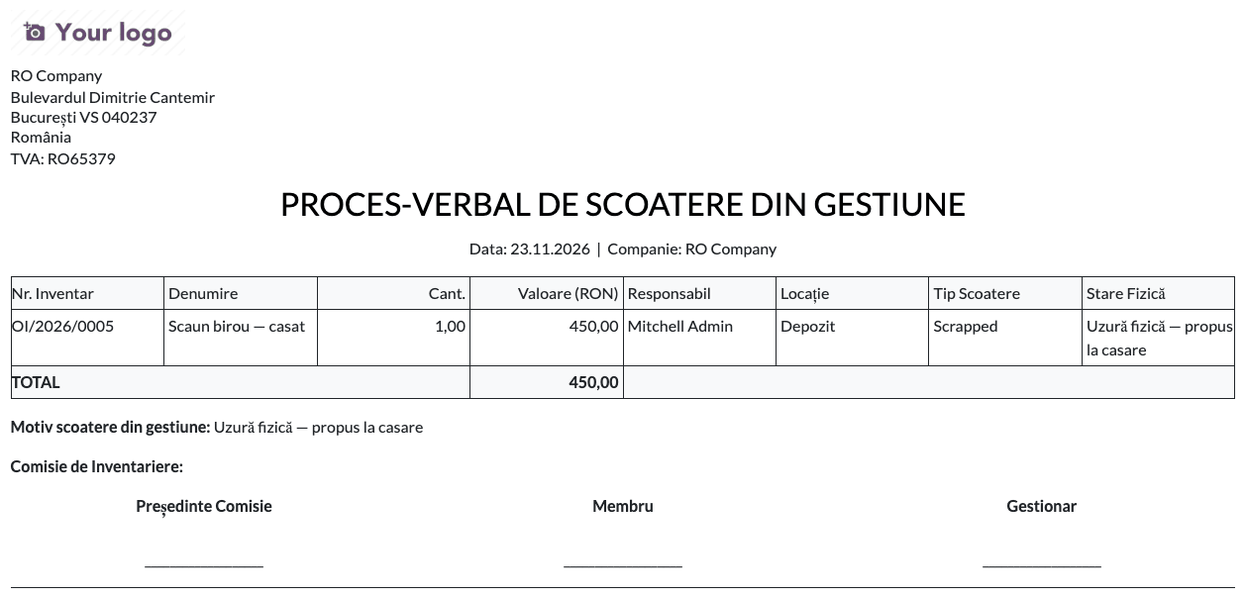 Your logo
RO Company
Bulevardul Dimitrie Cantemir
București VS 040237
România
TVA: RO65379
PROCES-VERBAL DE SCOATERE DIN GESTIUNE
Data: 23.11.2026 | Companie: RO Company
Nr. Inventar Denumire Cant. Valoare (RON) Responsabil Locație Tip Scoatere Stare Fizică
OI/2026/0005 Scaun birou — casat 1,00 450,00 Mitchell Admin Depozit Scrapped Uzură fizică — propus
la casare
TOTAL 450,00
Motiv scoatere din gestiune: Uzură fizică — propus la casare
Comisie de Inventariere:
Președinte Comisie Membru Gestionar